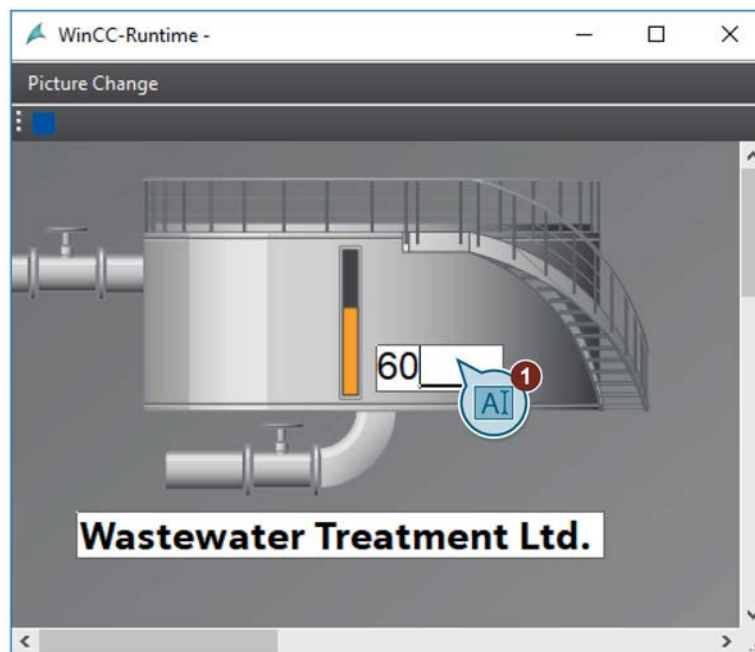 WinCC-Runtime -
Picture Change
60
1
AI
Wastewater Treatment Ltd.